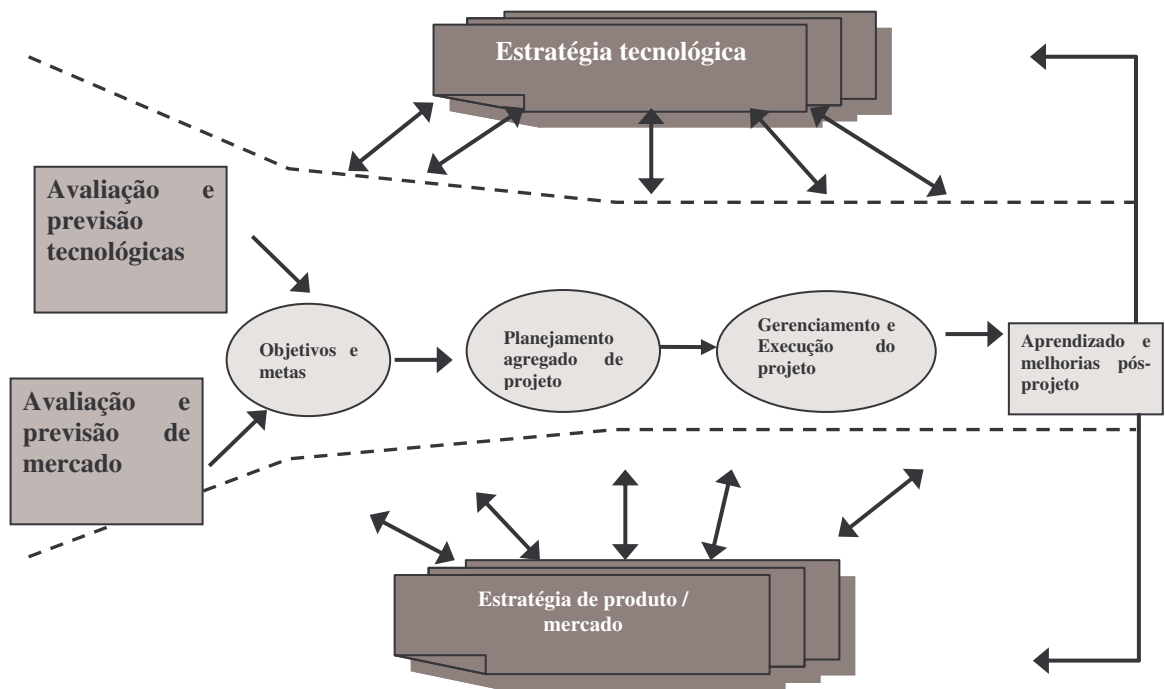 Estratégia tecnológica
Avaliação e
previsão
tecnológicas
Objetivos e
metas
Planejamento
agregado de
projeto
Gerenciamento e
Execução do
projeto
Aprendizado e
melhorias pós-
projeto
Avaliação e
previsão de
mercado
Estratégia de produto /
mercado